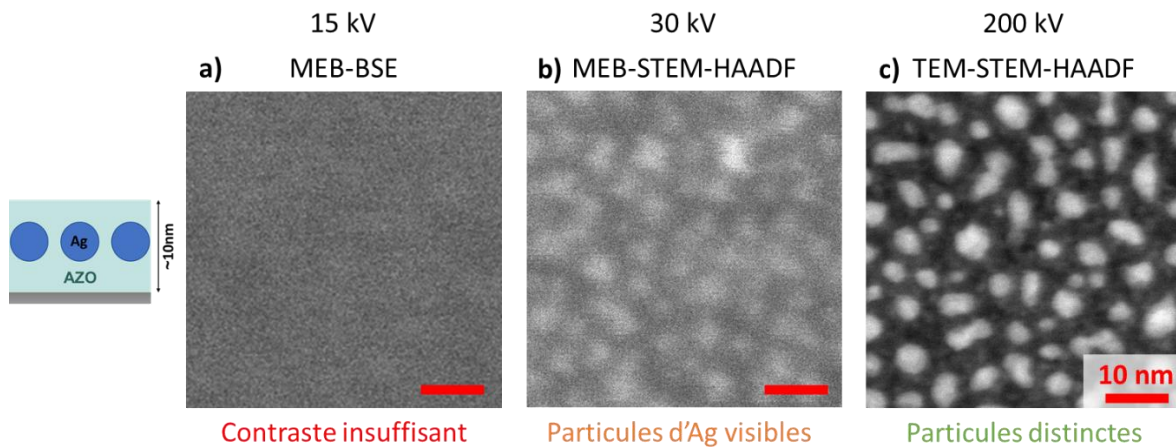 15 kV
30 kV
200 kV
a) MEB-BSE
b) MEB-STEM-HAADF
c) TEM-STEM-HAADF
Ag
AZO
~10nm
10 nm
Contraste insuffisant
Particules d'Ag visibles
Particules distinctes